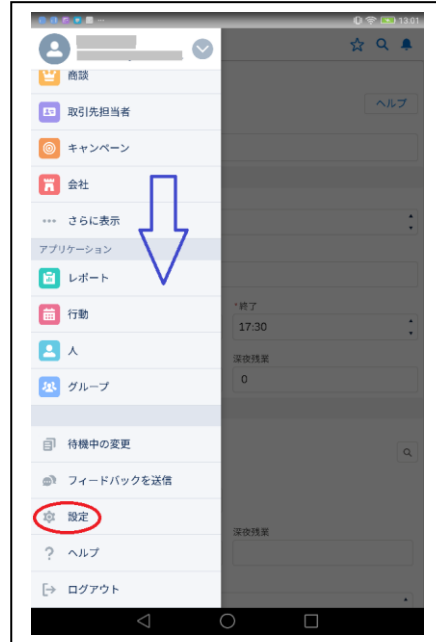 13:01
商談
取引先担当者
ヘルプ
キャンペーン
会社
さらに表示
アプリケーション
レポート
行動
*終了
17:30
人
深夜残業
0
グループ
待機中の変更
フィードバックを送信
設定
深夜残業
ヘルプ
ログアウト